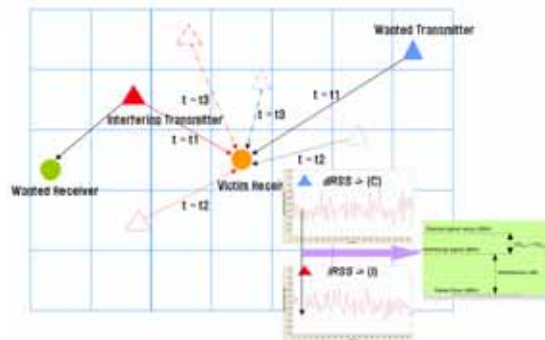 Wanted Transmitter
t = t3
t = t1
t = t3
Interfering Transmitter
t = t1
t = t2
Wanted Receiver
Victim Recei
t = t2
dRSS -> (C)
iRSS -> (I)